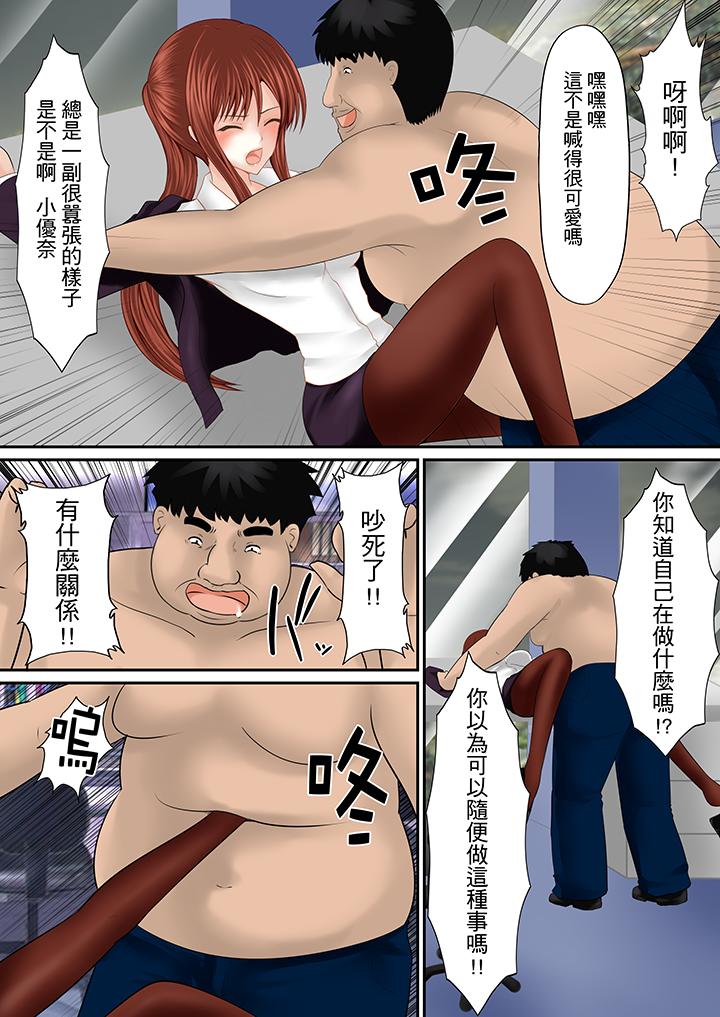 呀啊啊!
嘿嘿嘿
這不是喊得很可愛嗎
咚
總是一副很囂張的樣子
是不是啊 小優奈
你知道自己在做什麼嗎!?
你以為可以隨便做這種事嗎!!
吵死了!!
有什麼關係!!
咚
嗚